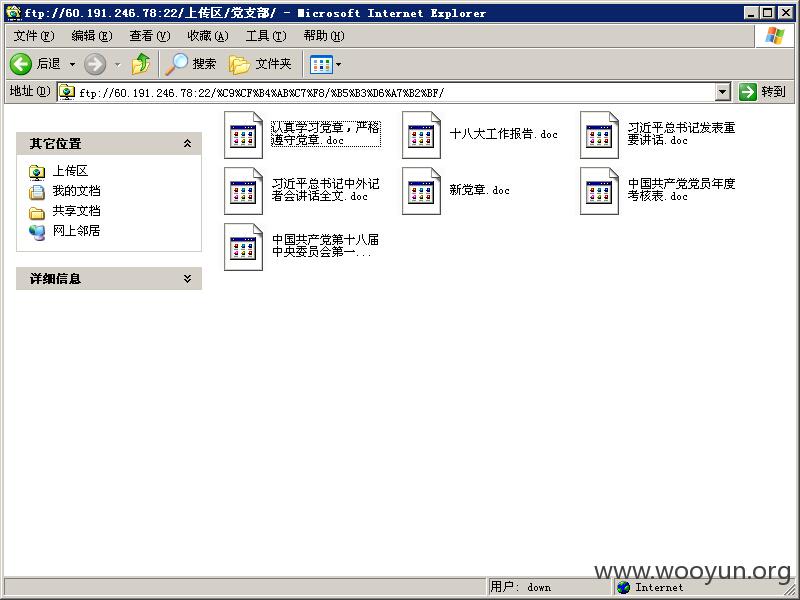 ftp://60.191.246.78:22/上传区/党支部/ - Microsoft Internet Explorer
文件(F) 编辑(E) 查看(V) 收藏(A) 工具(T) 帮助(H)
后退 搜索 文件夹
地址(D) ftp://60.191.246.78:22/%C9%CF%B4%AB%C7%F8/%B5%B3%D6%A7%B2%BF/ 转到
其它位置
上传区
我的文档
共享文档
网上邻居
详细信息
认真学习党章，严格
遵守党章.doc
十八大工作报告.doc
习近平总书记发表重
要讲话.doc
习近平总书记中外记
者会讲话全文.doc
新党章.doc
中国共产党党员年度
考核表.doc
中国共产党第十八届
中央委员会第一...
www.wooyun.org
用户: down
Internet